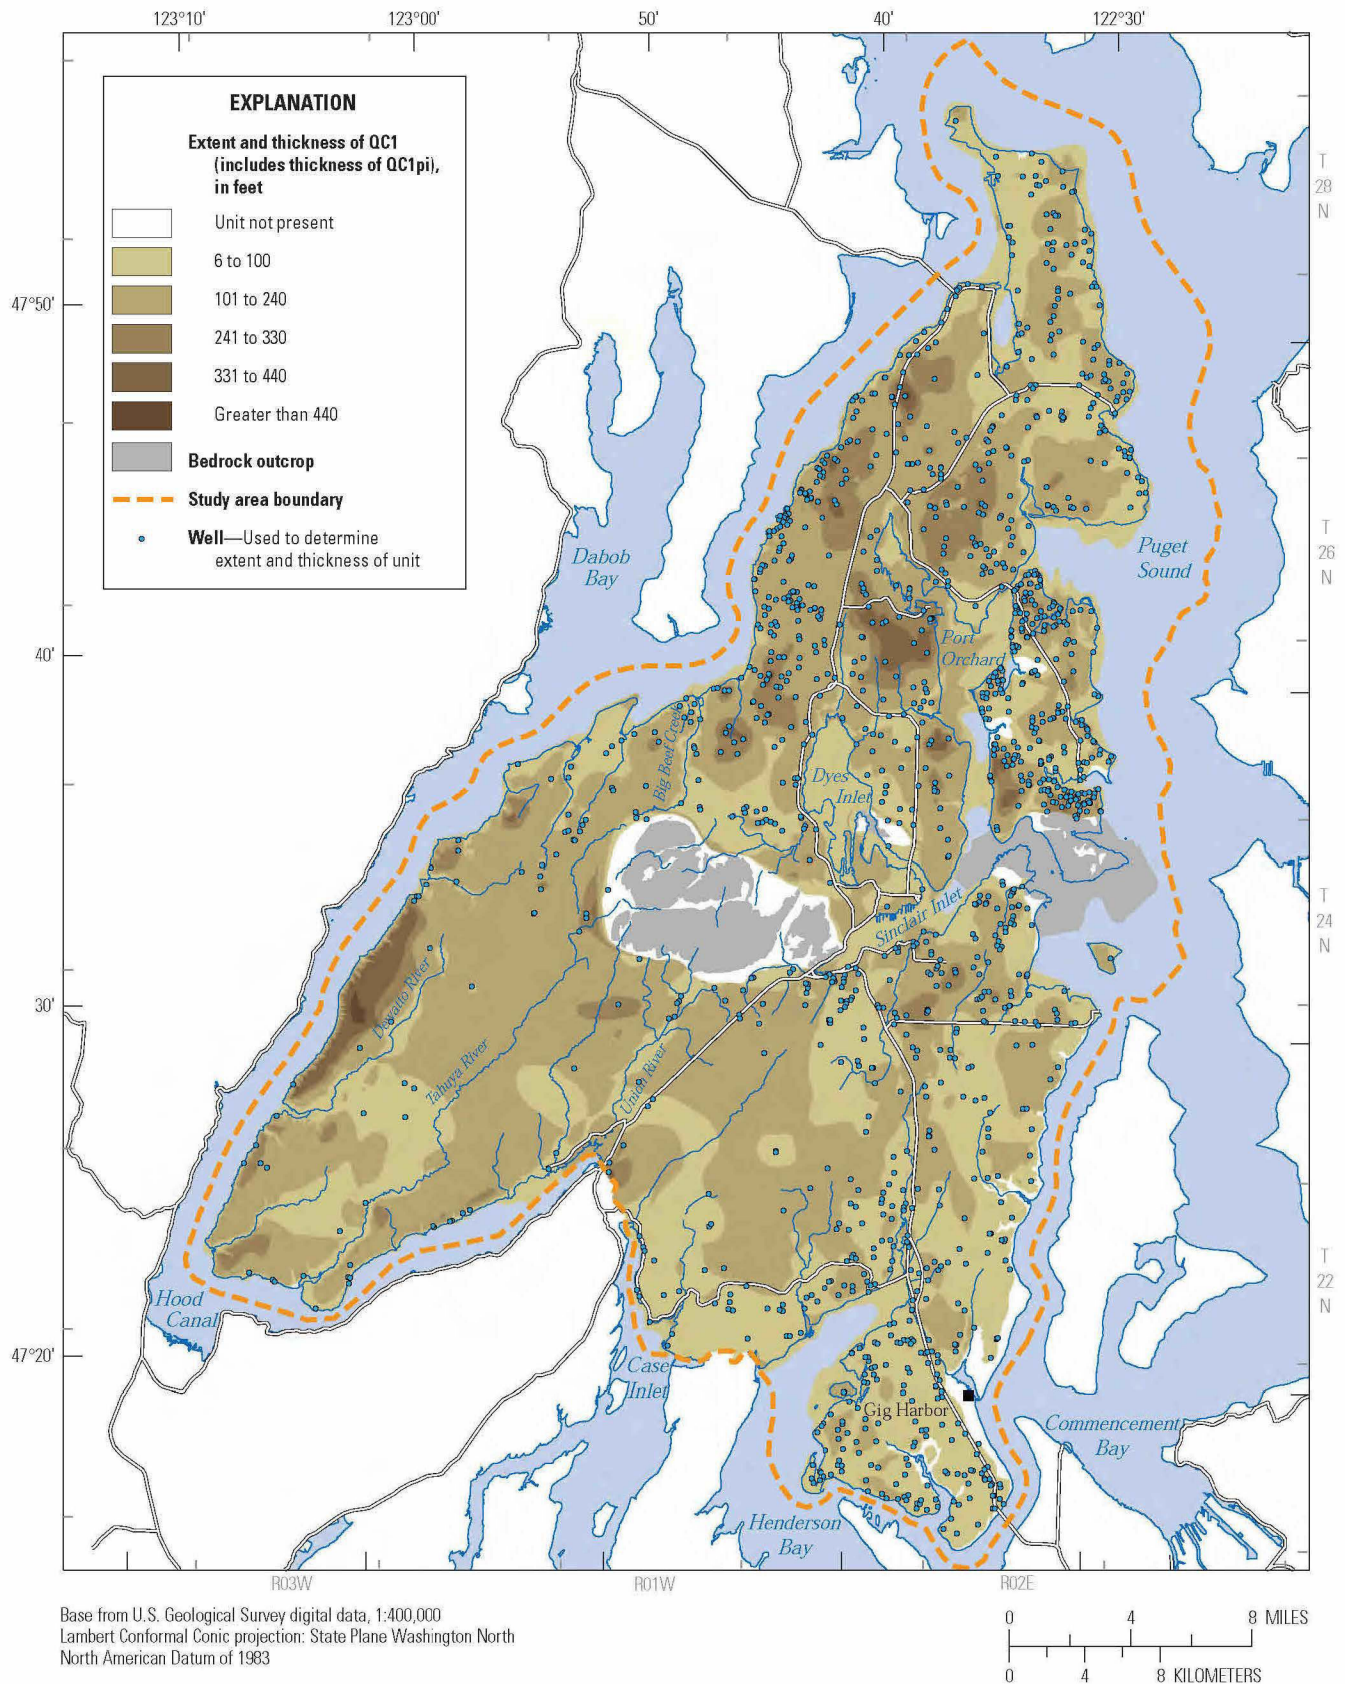 123°10'
123°00'
50'
40'
122°30'
EXPLANATION
Extent and thickness of QC1
(includes thickness of QC1pi),
in feet
Unit not present
6 to 100
101 to 240
241 to 330
331 to 440
Greater than 440
Bedrock outcrop
Study area boundary
Well—Used to determine
extent and thickness of unit
T
28
N
47°50'
T
26
N
Dabob
Bay
Puget
Sound
40'
Port
Orchard
Big Beef Creek
Dyes
Inlet
T
24
N
Sinclair Inlet
Dewatto River
30'
Tahuya River
Union River
T
22
N
Hood
Canal
47°20'
Case
Inlet
Gig Harbor
Commencement
Bay
Henderson
Bay
R03W
R01W
R02E
Base from U.S. Geological Survey digital data, 1:400,000
Lambert Conformal Conic projection: State Plane Washington North
North American Datum of 1983
0 4 8 MILES
0 4 8 KILOMETERS